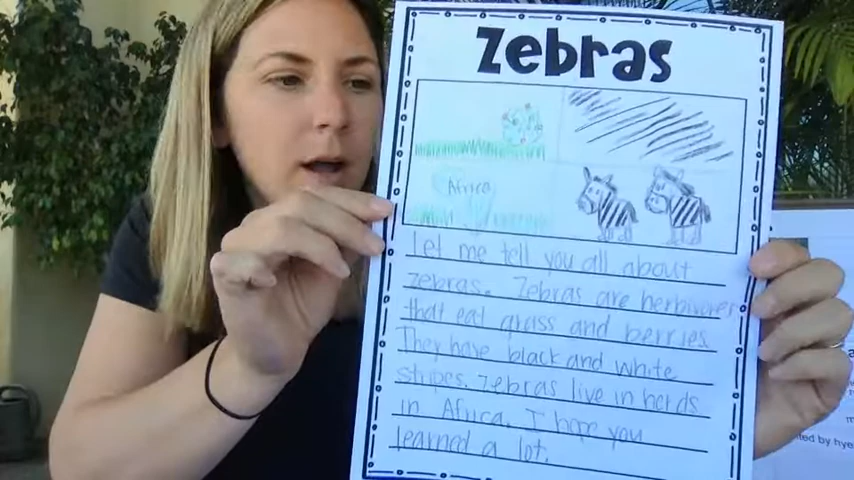 Zebras
Africa
Let me tell you all about
zebras. Zebras are herbivores
that eat grass and berries.
They have black and white
stripes. Zebras live in herds
in Africa. I hope you
learned a lot.